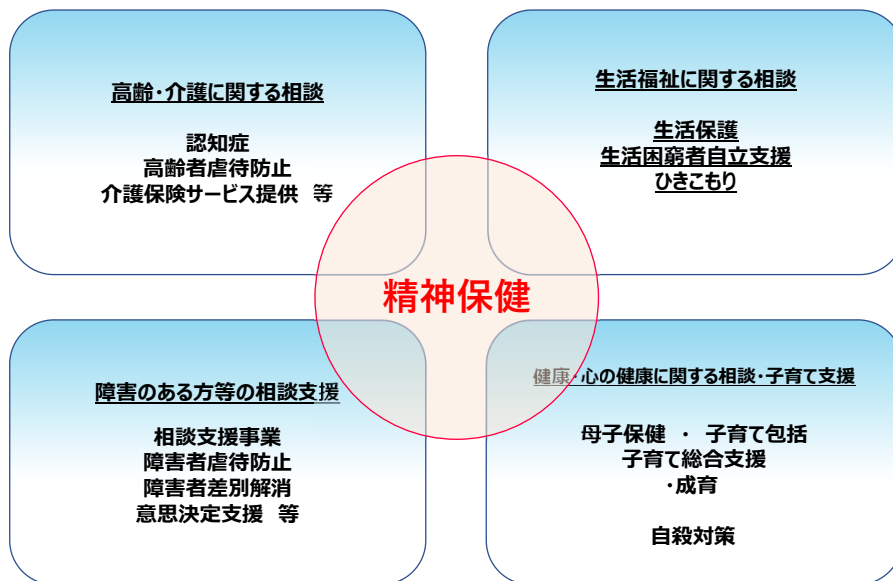 高齢・介護に関する相談
認知症
高齢者虐待防止
介護保険サービス提供 等
生活福祉に関する相談
生活保護
生活困窮者自立支援
ひきこもり
精神保健
障害のある方等の相談支援
相談支援事業
障害者虐待防止
障害者差別解消
意思決定支援 等
健康・心の健康に関する相談・子育て支援
母子保健 ・ 子育て包括
子育て総合支援
・成育
自殺対策